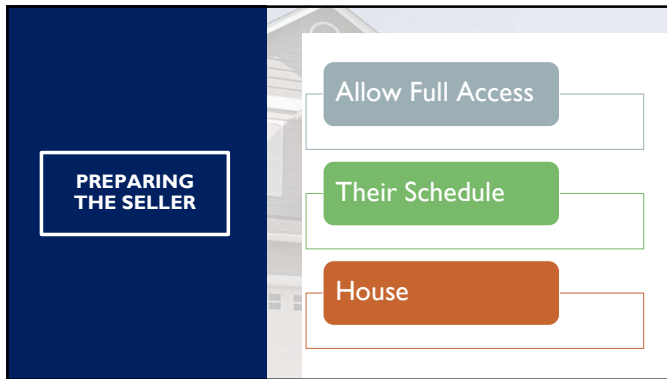 PREPARING
THE SELLER
Allow Full Access
Their Schedule
House